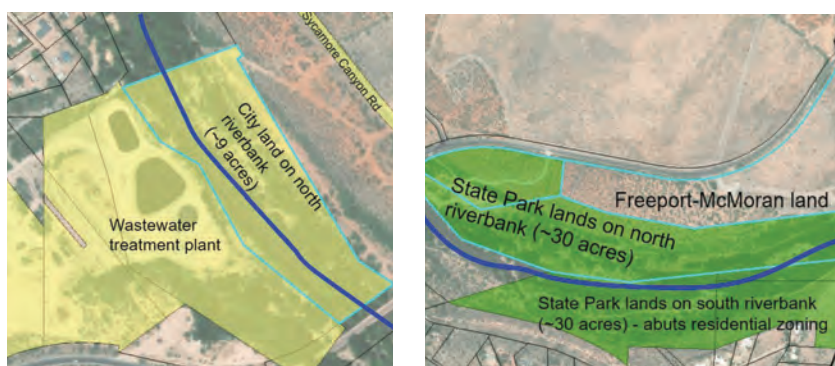 Sycamore Canyon Rd
City land on north
riverbank
(~9 acres)
Wastewater
treatment plant
State Park lands on north
riverbank (~30 acres)
Freeport-McMoran land
State Park lands on south riverbank
(~30 acres) - abuts residential zoning